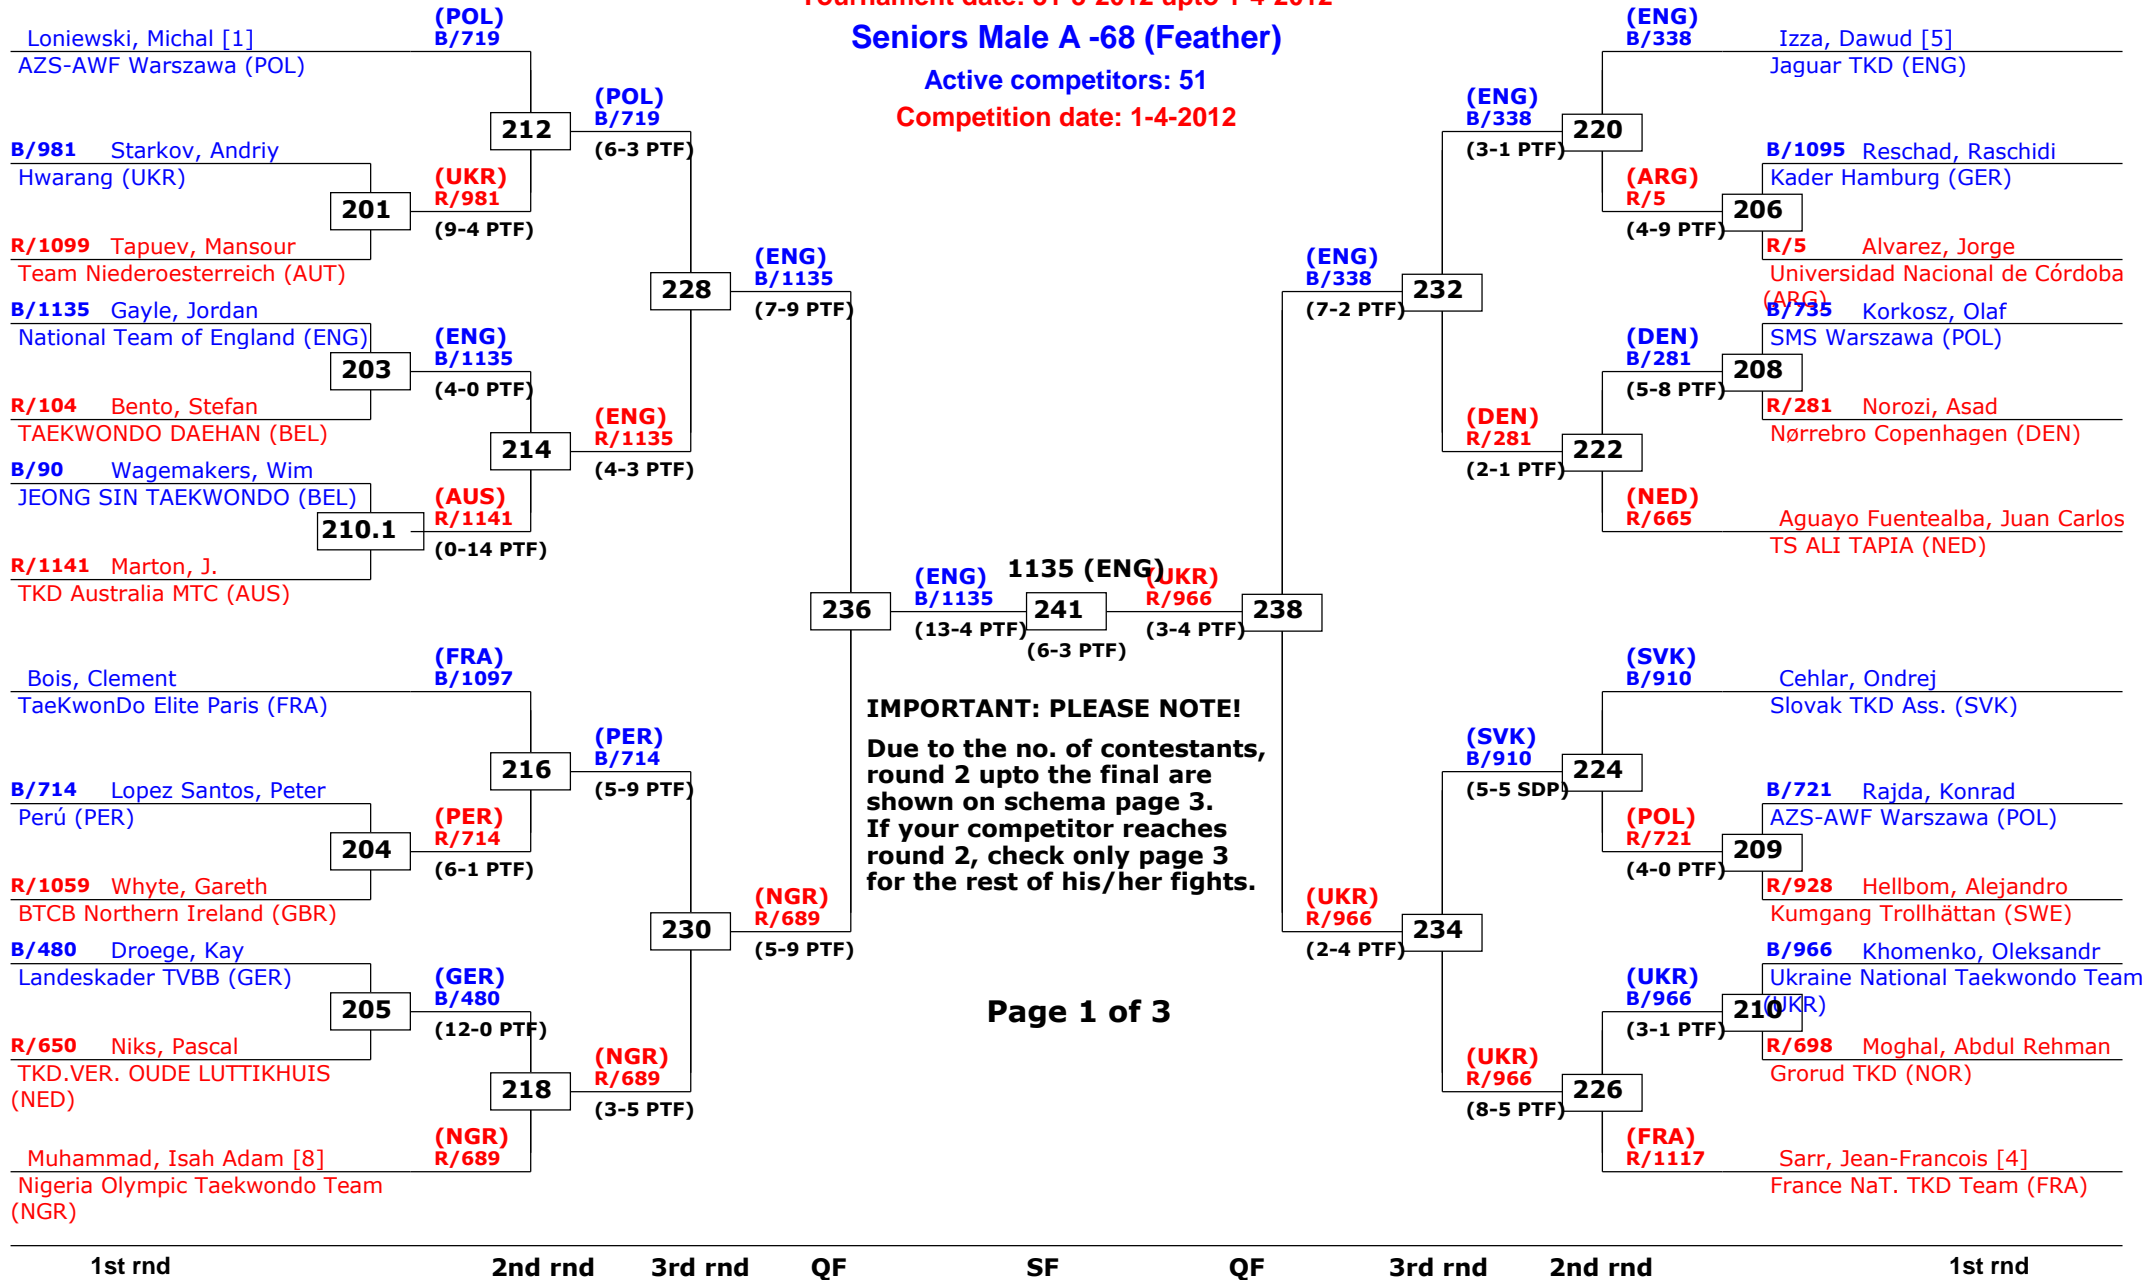 Tournament date: 31-3-2012 upto 1-4-2012
Seniors Male A -68 (Feather)
Active competitors: 51
Competition date: 1-4-2012
(POL)
Loniewski, Michal [1] B/719
AZS-AWF Warszawa (POL)
(POL)
212 B/719
(6-3 PTF)
B/981 Starkov, Andriy
Hwarang (UKR)
(UKR)
201 R/981
(9-4 PTF)
R/1099 Tapuev, Mansour
Team Niederoesterreich (AUT)
(ENG)
228 B/1135
(7-9 PTF)
B/1135 Gayle, Jordan
National Team of England (ENG)
(ENG)
203 B/1135
(4-0 PTF)
R/104 Bento, Stefan
TAEKWONDO DAEHAN (BEL)
(ENG)
214 R/1135
(4-3 PTF)
B/90 Wagemakers, Wim
JEONG SIN TAEKWONDO (BEL)
(AUS)
210.1 R/1141
(0-14 PTF)
R/1141 Marton, J.
TKD Australia MTC (AUS)
(ENG)
236 B/1135
(13-4 PTF)
1135 (ENG)
241
(6-3 PTF)
(UKR)
R/966 238
(3-4 PTF)
(FRA)
Bois, Clement B/1097
TaeKwonDo Elite Paris (FRA)
(PER)
216 B/714
(5-9 PTF)
B/714 Lopez Santos, Peter
Perú (PER)
(PER)
204 R/714
(6-1 PTF)
R/1059 Whyte, Gareth
BTCB Northern Ireland (GBR)
(NGR)
230 R/689
(5-9 PTF)
B/480 Droege, Kay
Landeskader TVBB (GER)
(GER)
205 B/480
(12-0 PTF)
R/650 Niks, Pascal
TKD.VER. OUDE LUTTIKHUIS
(NED)
(NGR)
218 R/689
(3-5 PTF)
(NGR)
Muhammad, Isah Adam [8] R/689
Nigeria Olympic Taekwondo Team
(NGR)
IMPORTANT: PLEASE NOTE!
Due to the no. of contestants,
round 2 upto the final are
shown on schema page 3.
If your competitor reaches
round 2, check only page 3
for the rest of his/her fights.
Page 1 of 3
(ENG)
B/338 Izza, Dawud [5]
Jaguar TKD (ENG)
(ENG)
B/338 220
(3-1 PTF)
B/1095 Reschad, Raschidi
Kader Hamburg (GER)
(ARG)
R/5 206
(4-9 PTF)
R/5 Alvarez, Jorge
Universidad Nacional de Córdoba
(ARG)
(ENG)
B/338 232
(7-2 PTF)
B/735 Korkosz, Olaf
SMS Warszawa (POL)
(DEN)
B/281 208
(5-8 PTF)
R/281 Norozi, Asad
Nørrebro Copenhagen (DEN)
(DEN)
R/281 222
(2-1 PTF)
(NED)
R/665 Aguayo Fuentealba, Juan Carlos
TS ALI TAPIA (NED)
(SVK)
B/910 Cehlar, Ondrej
Slovak TKD Ass. (SVK)
(SVK)
B/910 224
(5-5 SDP)
B/721 Rajda, Konrad
AZS-AWF Warszawa (POL)
(POL)
R/721 209
(4-0 PTF)
R/928 Hellbom, Alejandro
Kumgang Trollhättan (SWE)
(UKR)
R/966 234
(2-4 PTF)
B/966 Khomenko, Oleksandr
Ukraine National Taekwondo Team
(UKR)
(UKR)
B/966 210
(3-1 PTF)
R/698 Moghal, Abdul Rehman
Grorud TKD (NOR)
(UKR)
R/966 226
(8-5 PTF)
(FRA)
R/1117 Sarr, Jean-Francois [4]
France NaT. TKD Team (FRA)
1st rnd 2nd rnd 3rd rnd QF SF QF 3rd rnd 2nd rnd 1st rnd